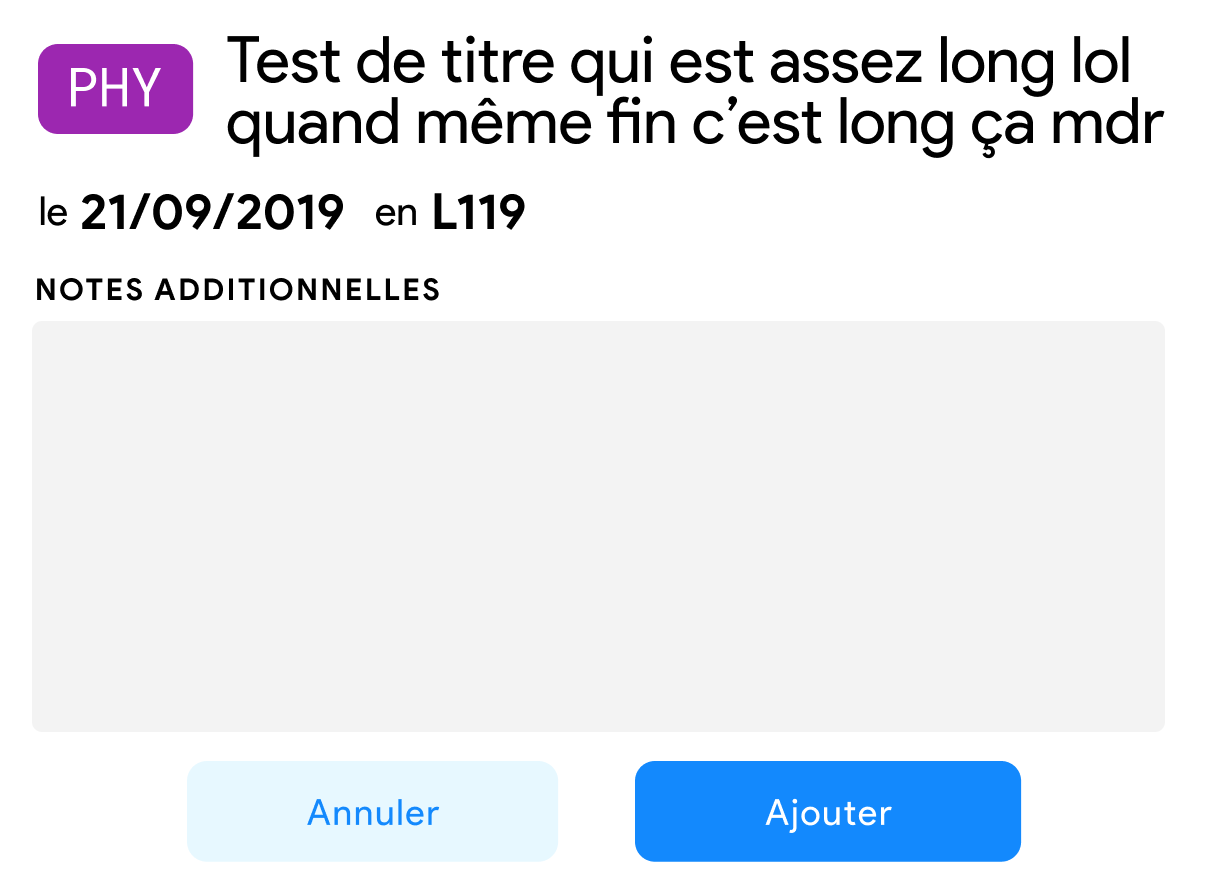 PHY
Test de titre qui est assez long lol
quand même fin c’est long ça mdr
le 21/09/2019 en L119
NOTES ADDITIONNELLES
Annuler
Ajouter